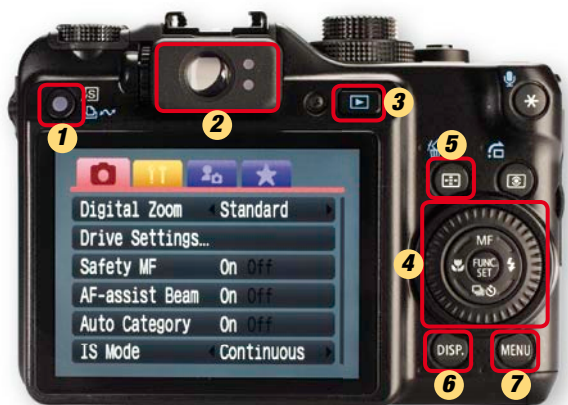 S
1
2
3
5
Digital Zoom Standard
Drive Settings...
Safety MF On Off
AF-assist Beam On Off
Auto Category On Off
IS Mode Continuous
MF
4
FUNC.
SET
DISP.
MENU
6
7